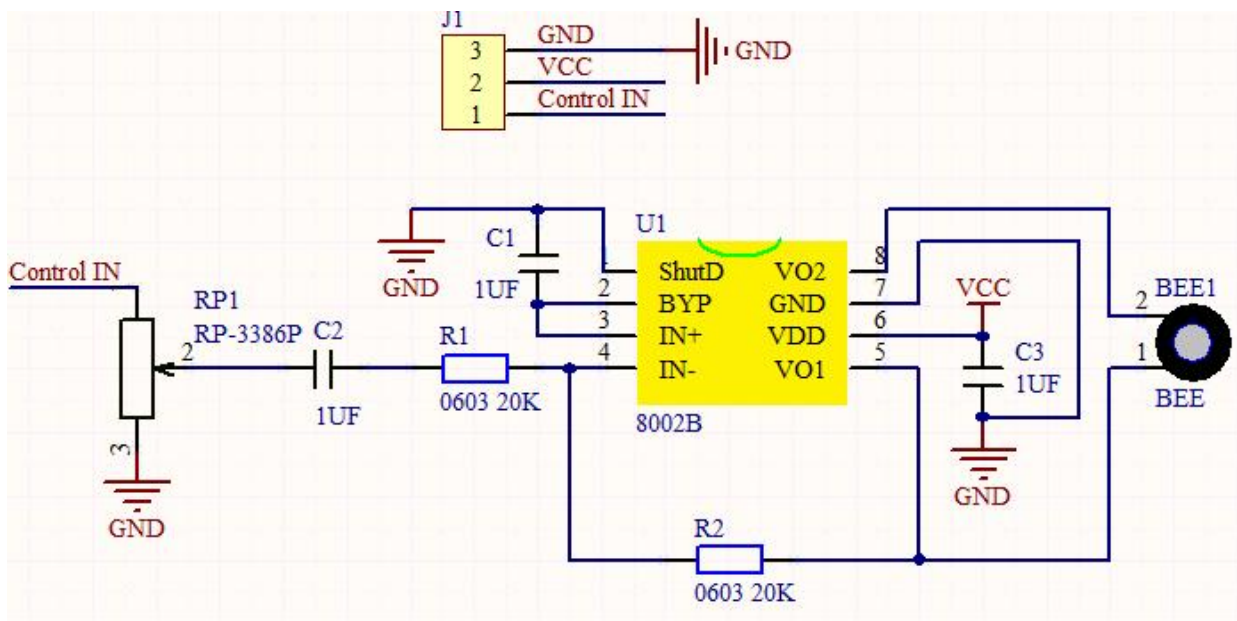 J1
3 GND
GND
2 VCC
1 Control IN
Control IN
RP1
RP-3386P
2
3
GND
GND
C1
1UF
C2
1UF
R1
0603 20K
U1
1 ShutD VO2 8
2 BYP GND 7
3 IN+ VDD 6
4 IN- VO1 5
8002B
VCC
C3
1UF
GND
2 BEE1
1
BEE
R2
0603 20K